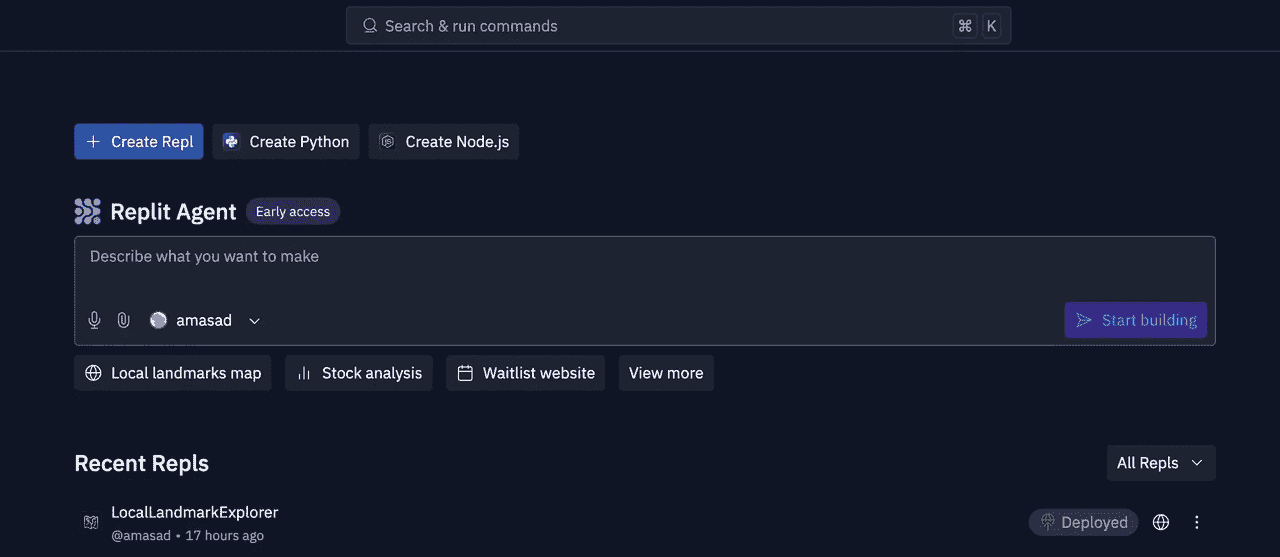 Search & run commands ⌘ K
Create Repl Create Python Create Node.js
Replit Agent Early access
Describe what you want to make
amasad Start building
Local landmarks map Stock analysis Waitlist website View more
Recent Repls All Repls
LocalLandmarkExplorer Deployed
@amasad • 17 hours ago